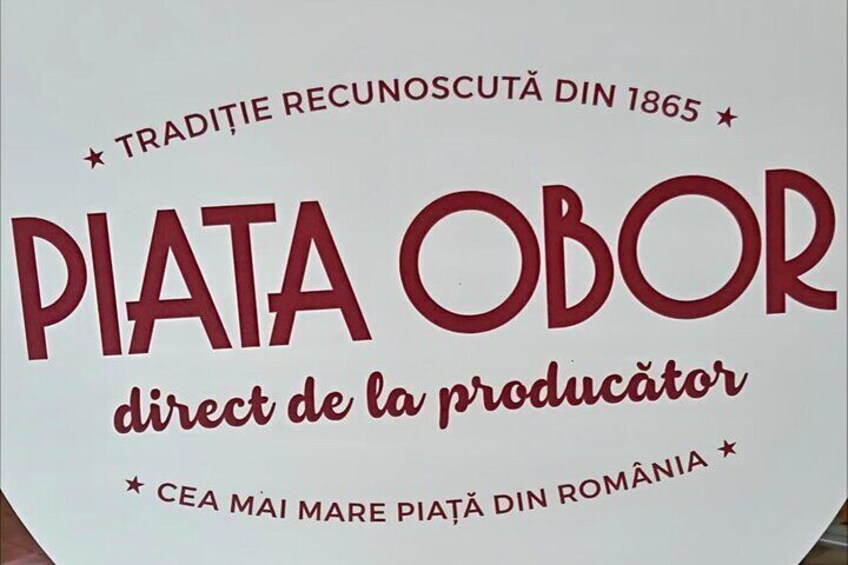 ★ TRADIȚIE RECUNOSCUTĂ DIN 1865 ★
PIATA OBOR
direct de la producător
★ CEA MAI MARE PIAȚĂ DIN ROMÂNIA ★